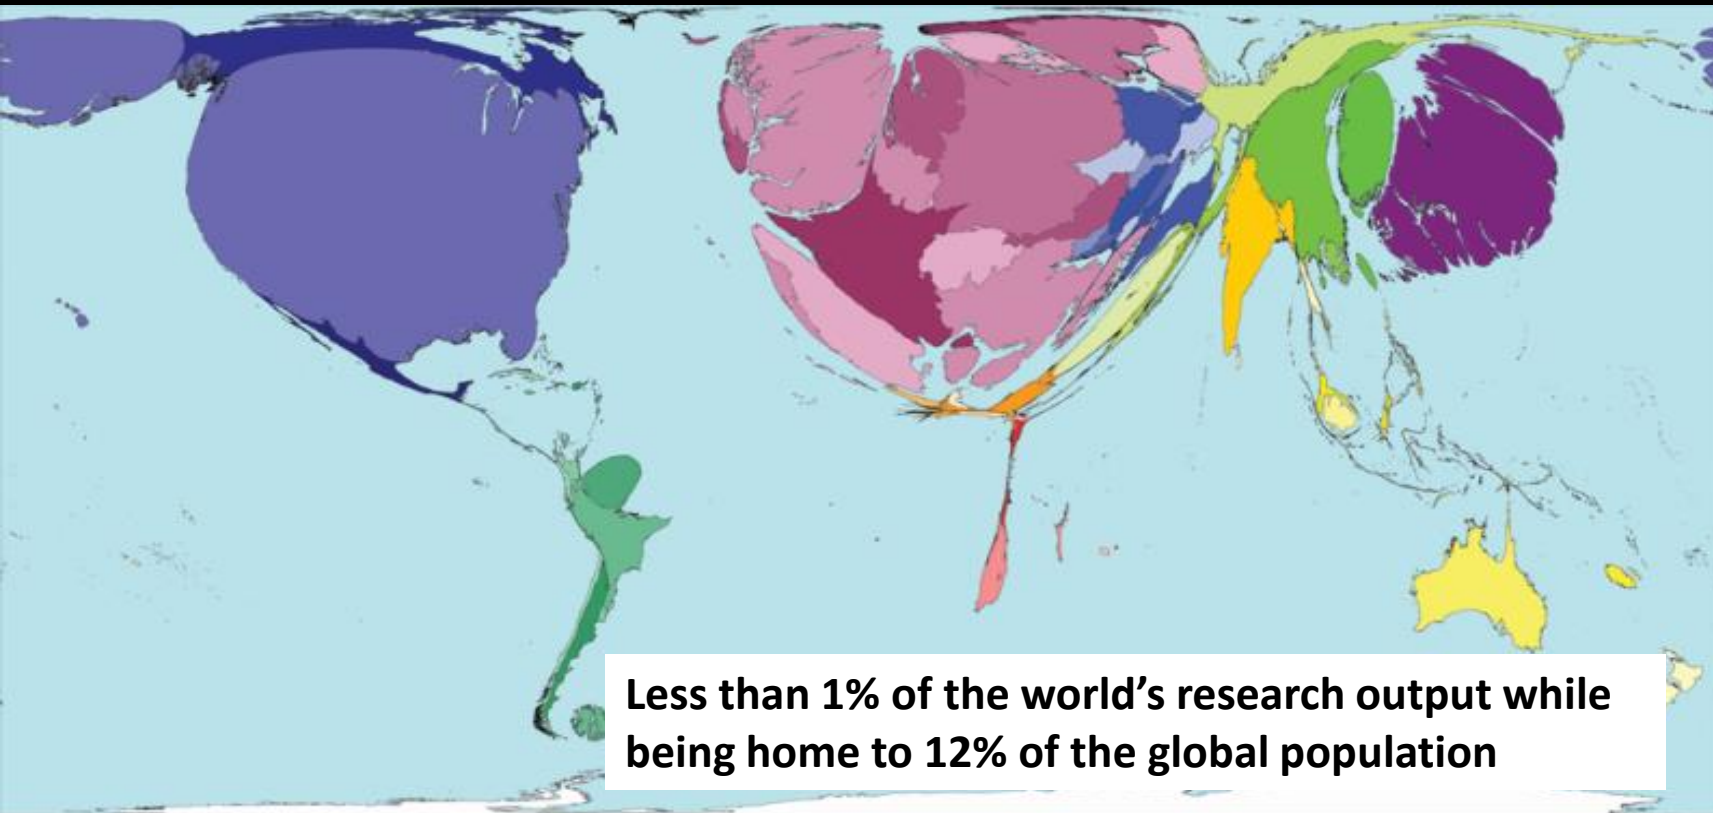 Less than 1% of the world’s research output while
being home to 12% of the global population